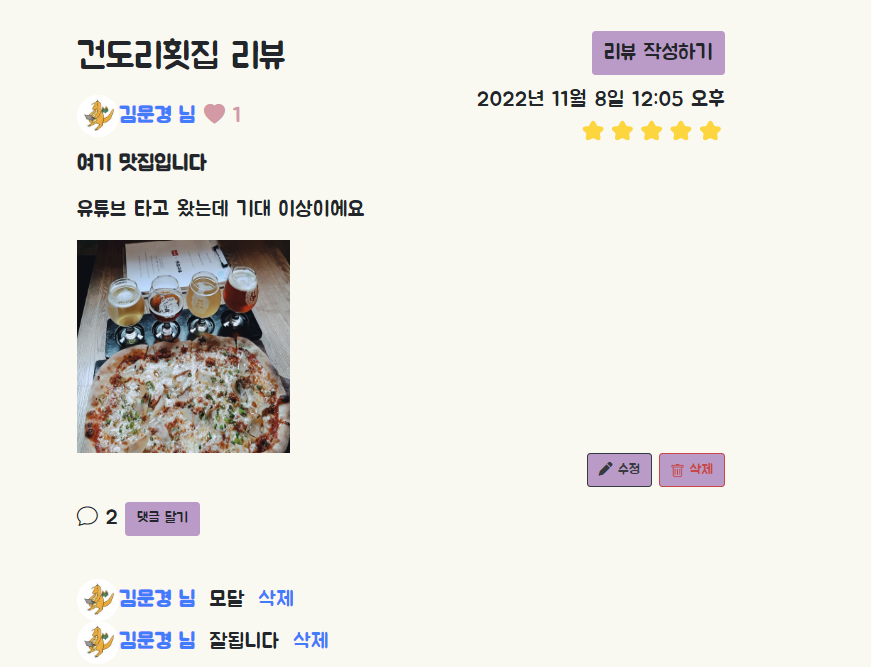 건도리횟집 리뷰
리뷰 작성하기
김문경 님 1
2022년 11월 8일 12:05 오후
여기 맛집입니다
유튜브 타고 왔는데 기대 이상이에요
수정 삭제
2 댓글 달기
김문경 님 모달 삭제
김문경 님 잘됩니다 삭제